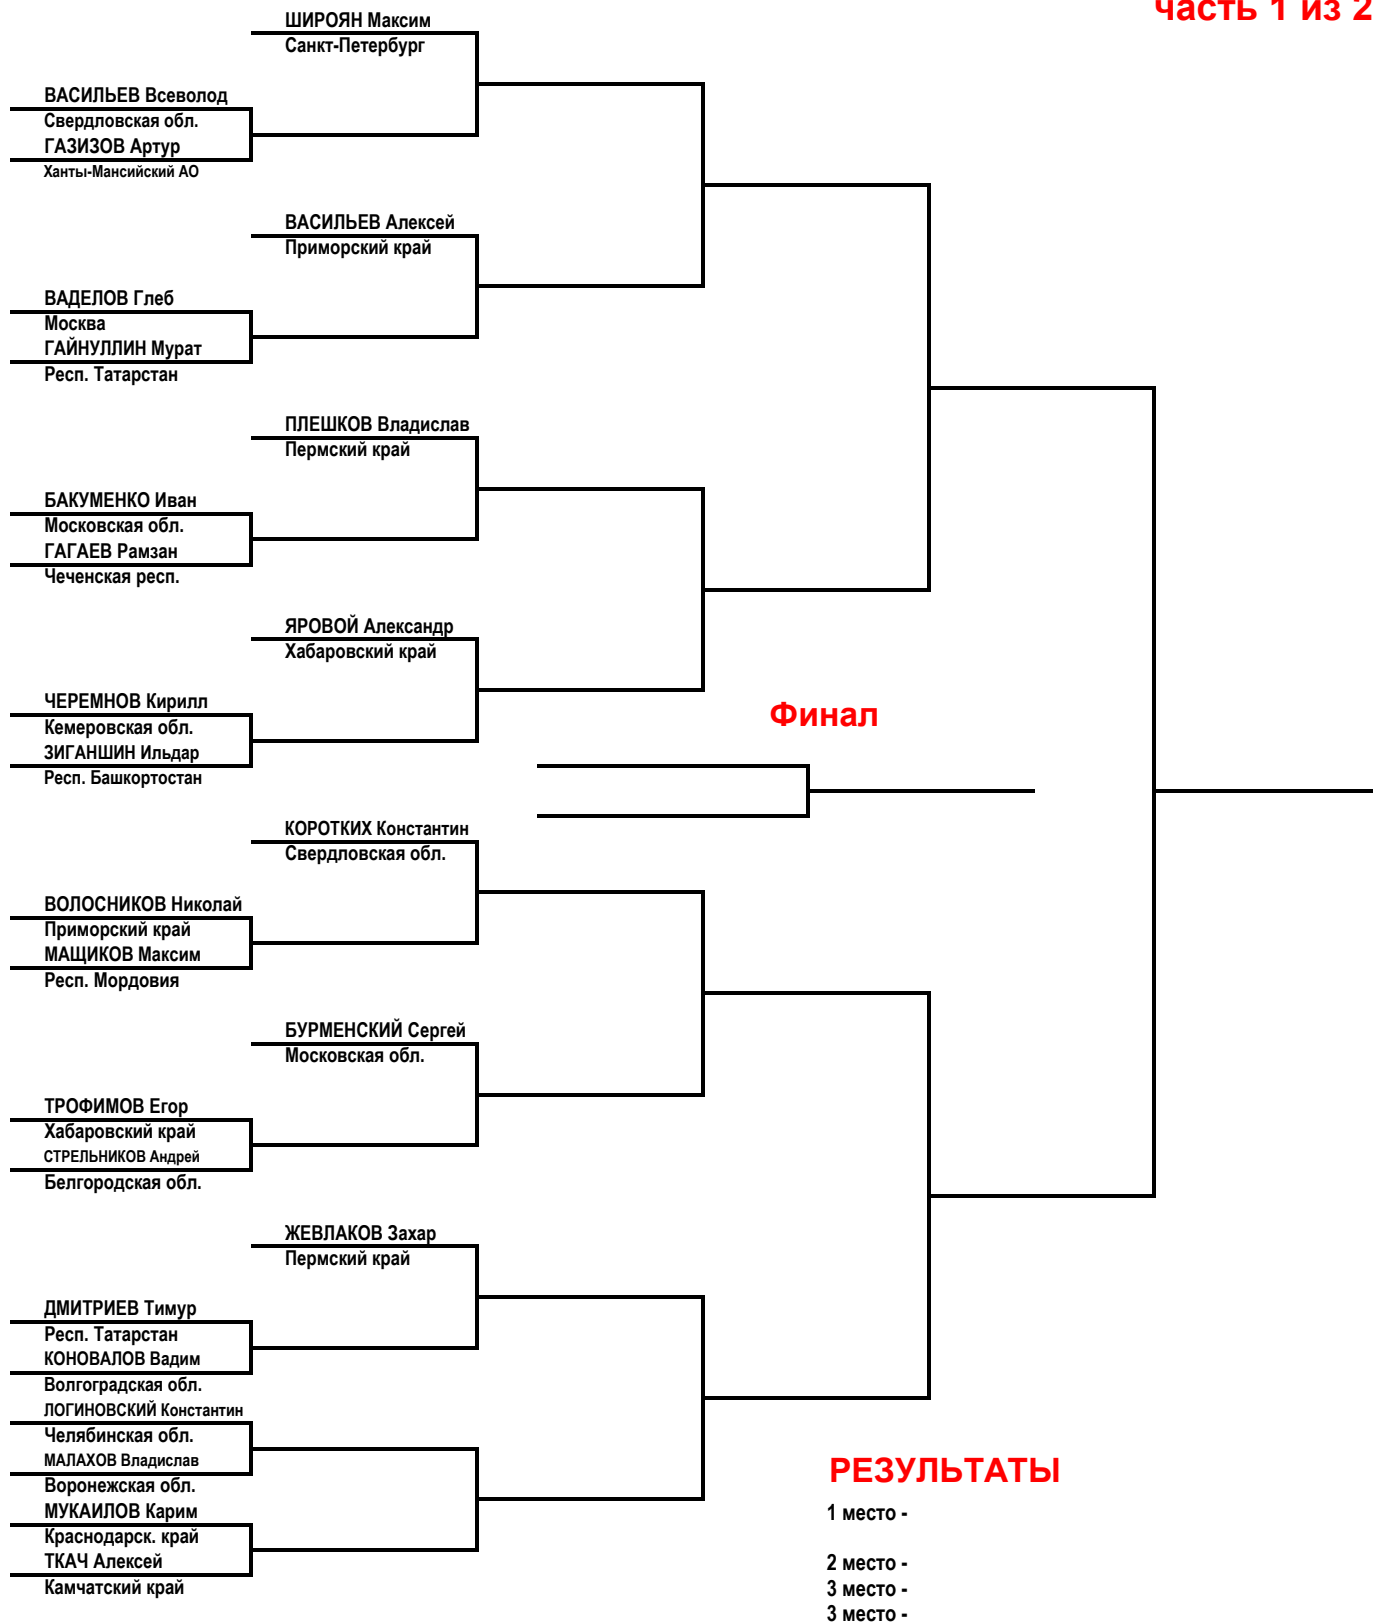 часть 1 из 2
ШИРОЯН Максим
Санкт-Петербург
ВАСИЛЬЕВ Всеволод
Свердловская обл.
ГАЗИЗОВ Артур
Ханты-Мансийский АО
ВАСИЛЬЕВ Алексей
Приморский край
ВАДЕЛОВ Глеб
Москва
ГАЙНУЛЛИН Мурат
Респ. Татарстан
ПЛЕШКОВ Владислав
Пермский край
БАКУМЕНКО Иван
Московская обл.
ГАГАЕВ Рамзан
Чеченская респ.
ЯРОВОЙ Александр
Хабаровский край
ЧЕРЕМНОВ Кирилл
Кемеровская обл.
ЗИГАНШИН Ильдар
Респ. Башкортостан
Финал
КОРОТКИХ Константин
Свердловская обл.
ВОЛОСНИКОВ Николай
Приморский край
МАЩИКОВ Максим
Респ. Мордовия
БУРМЕНСКИЙ Сергей
Московская обл.
ТРОФИМОВ Егор
Хабаровский край
СТРЕЛЬНИКОВ Андрей
Белгородская обл.
ЖЕВЛАКОВ Захар
Пермский край
ДМИТРИЕВ Тимур
Респ. Татарстан
КОНОВАЛОВ Вадим
Волгоградская обл.
ЛОГИНОВСКИЙ Константин
Челябинская обл.
МАЛАХОВ Владислав
Воронежская обл.
МУКАИЛОВ Карим
Краснодарск. край
ТКАЧ Алексей
Камчатский край
РЕЗУЛЬТАТЫ
1 место -
2 место -
3 место -
3 место -